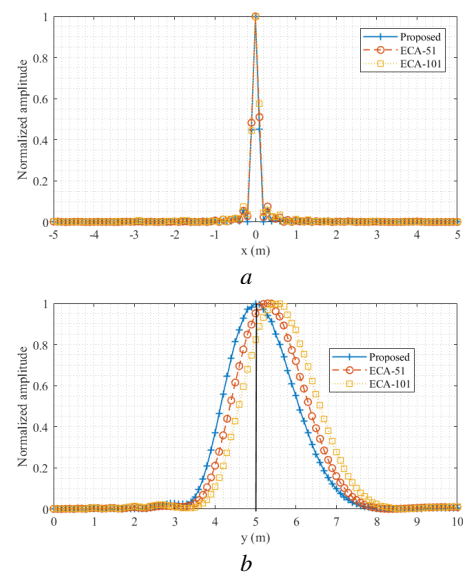 1
0.8
0.6
0.4
0.2
0
Normalized amplitude
Proposed
ECA-51
ECA-101
-5 -4 -3 -2 -1 0 1 2 3 4 5
x (m)
a
1
0.8
0.6
0.4
0.2
0
Normalized amplitude
Proposed
ECA-51
ECA-101
0 1 2 3 4 5 6 7 8 9 10
y (m)
b